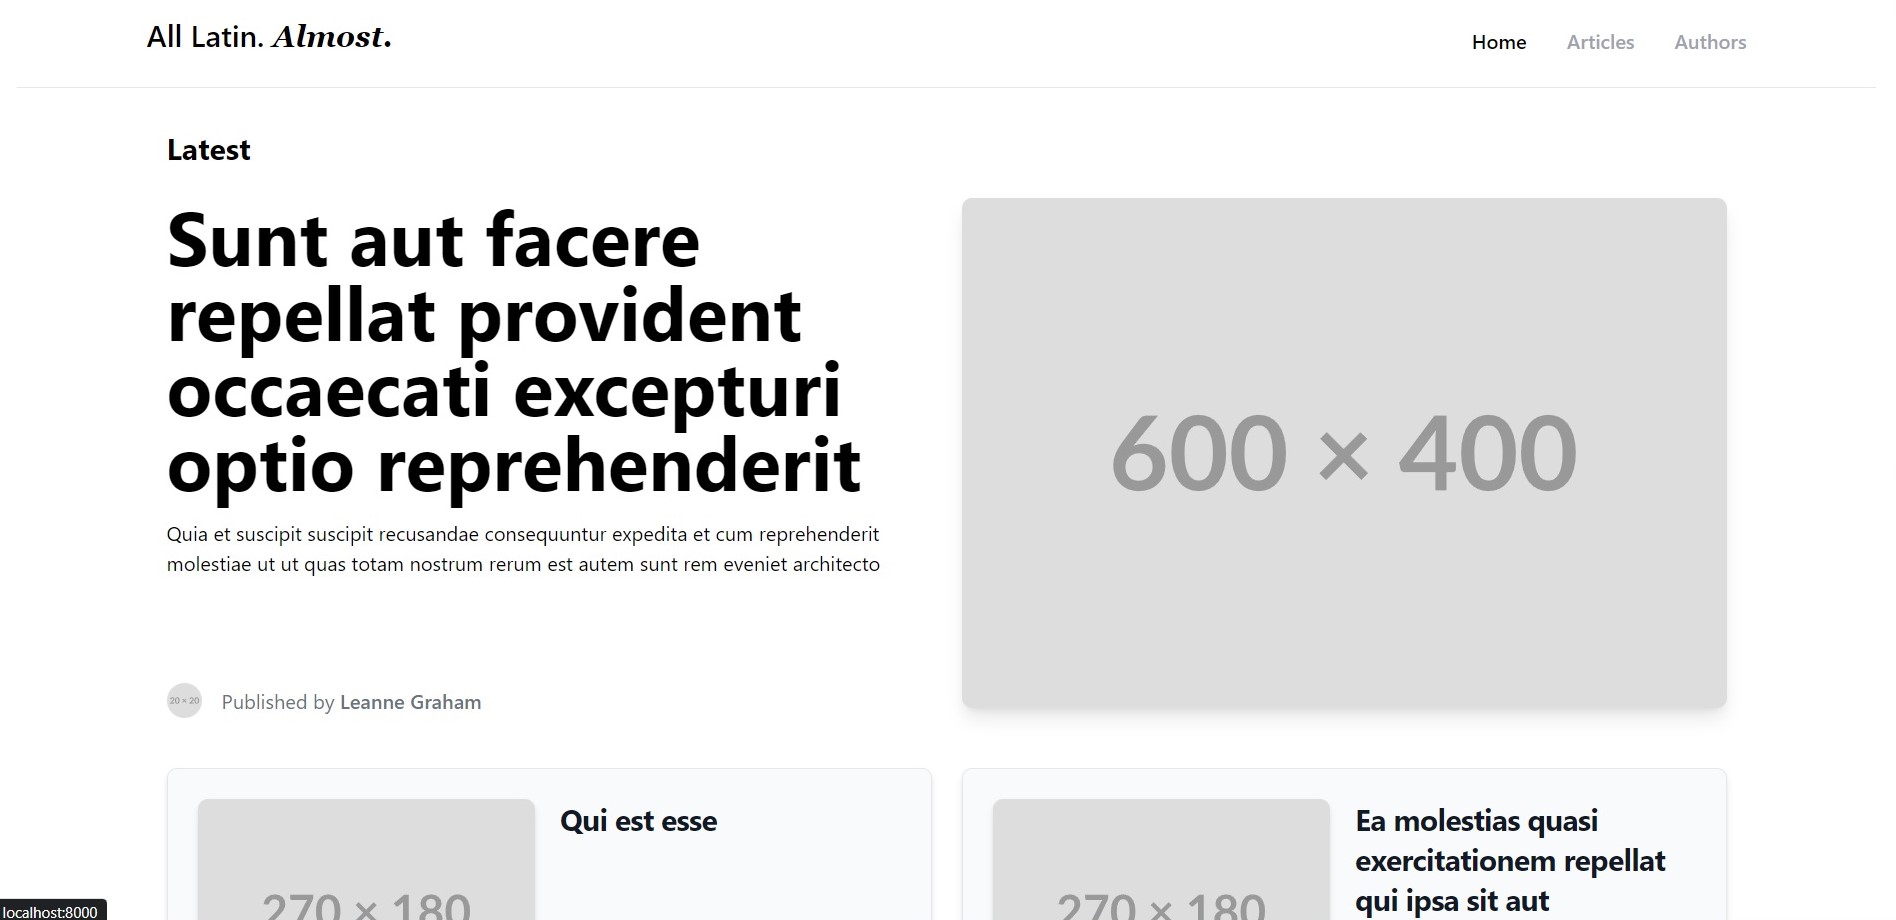 All Latin. Almost.
Home Articles Authors
Latest
Sunt aut facere
repellat provident
occaecati excepturi
optio reprehenderit
Quia et suscipit suscipit recusandae consequuntur expedita et cum reprehenderit
molestiae ut ut quas totam nostrum rerum est autem sunt rem eveniet architecto
600 × 400
20 × 20
Published by Leanne Graham
270 × 180
Qui est esse
270 × 180
Ea molestias quasi
exercitationem repellat
qui ipsa sit aut
localhost:8000